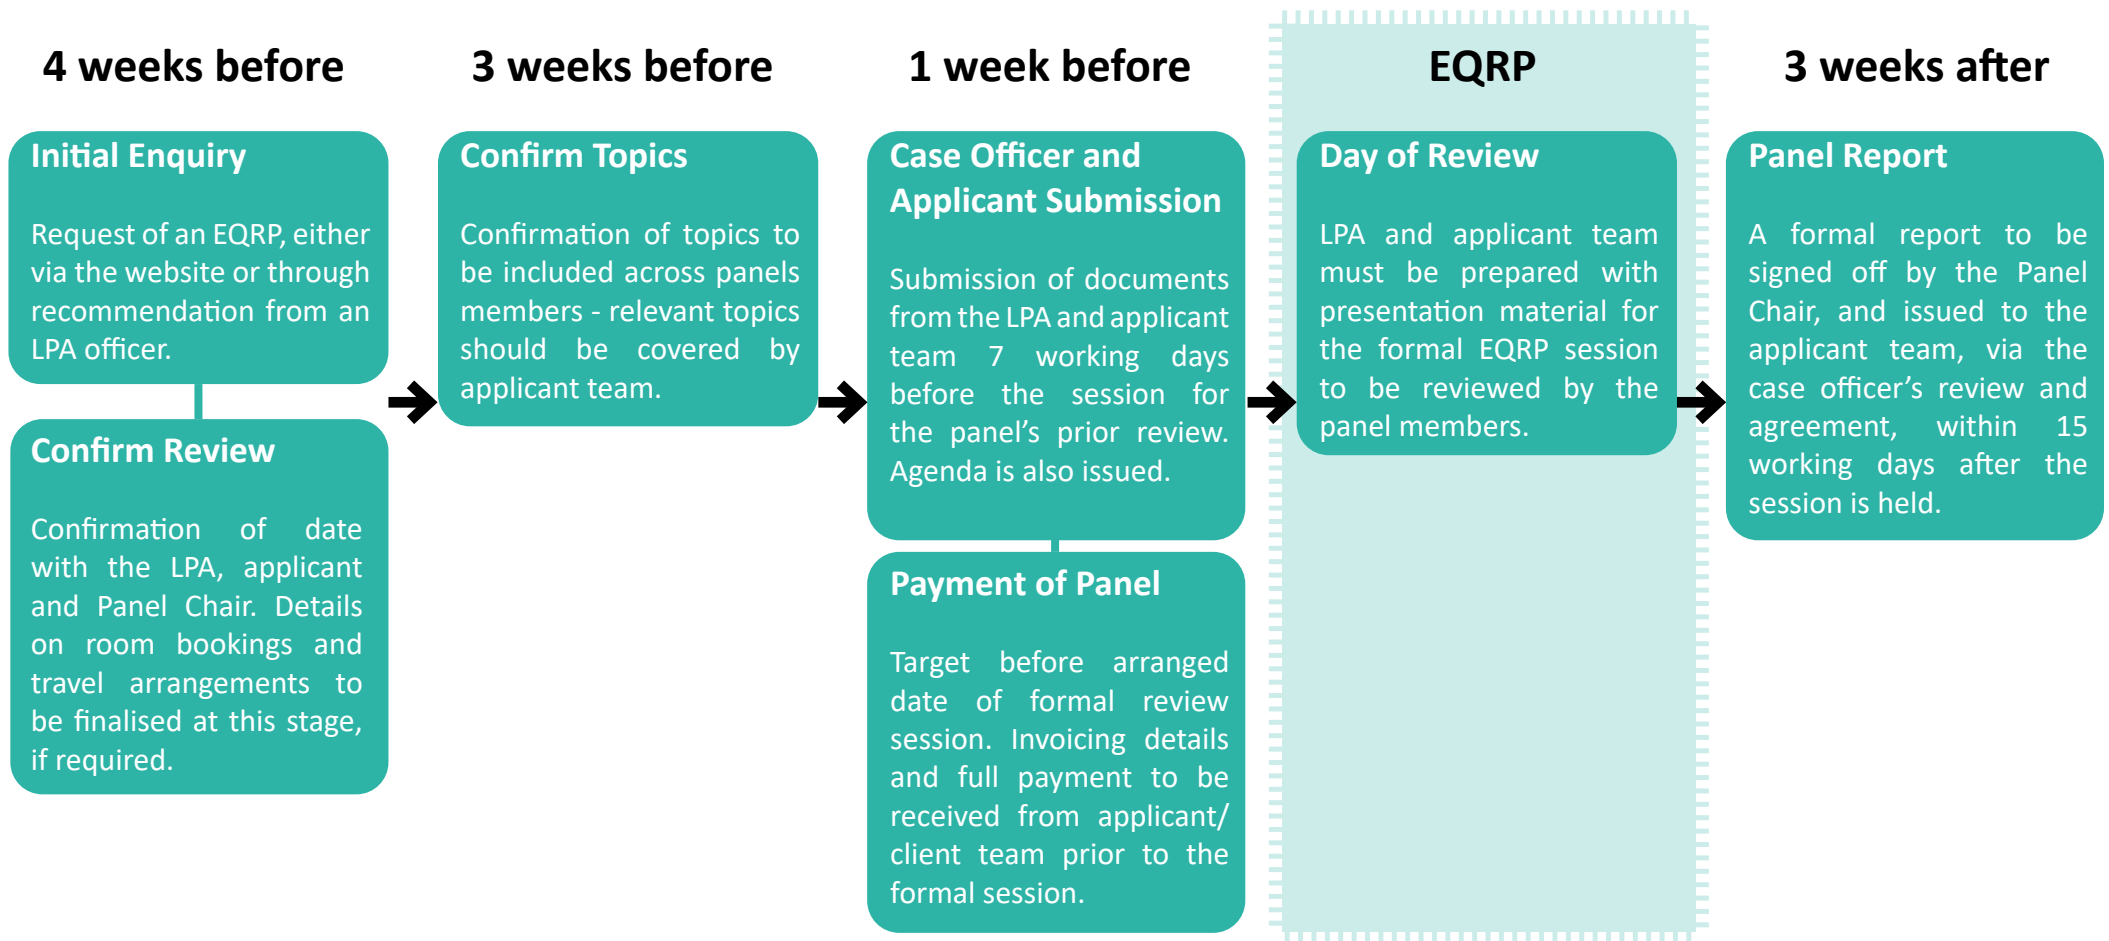 4 weeks before
Initial Enquiry
Request of an EQRP, either
via the website or through
recommendation from an
LPA officer.
Confirm Review
Confirmation of date
with the LPA, applicant
and Panel Chair. Details
on room bookings and
travel arrangements to
be finalised at this stage,
if required.
3 weeks before
Confirm Topics
Confirmation of topics to
be included across panels
members - relevant topics
should be covered by
applicant team.
1 week before
Case Officer and
Applicant Submission
Submission of documents
from the LPA and applicant
team 7 working days
before the session for
the panel's prior review.
Agenda is also issued.
Payment of Panel
Target before arranged
date of formal review
session. Invoicing details
and full payment to be
received from applicant/
client team prior to the
formal session.
EQRP
Day of Review
LPA and applicant team
must be prepared with
presentation material for
the formal EQRP session
to be reviewed by the
panel members.
3 weeks after
Panel Report
A formal report to be
signed off by the Panel
Chair, and issued to the
applicant team, via the
case officer's review and
agreement, within 15
working days after the
session is held.